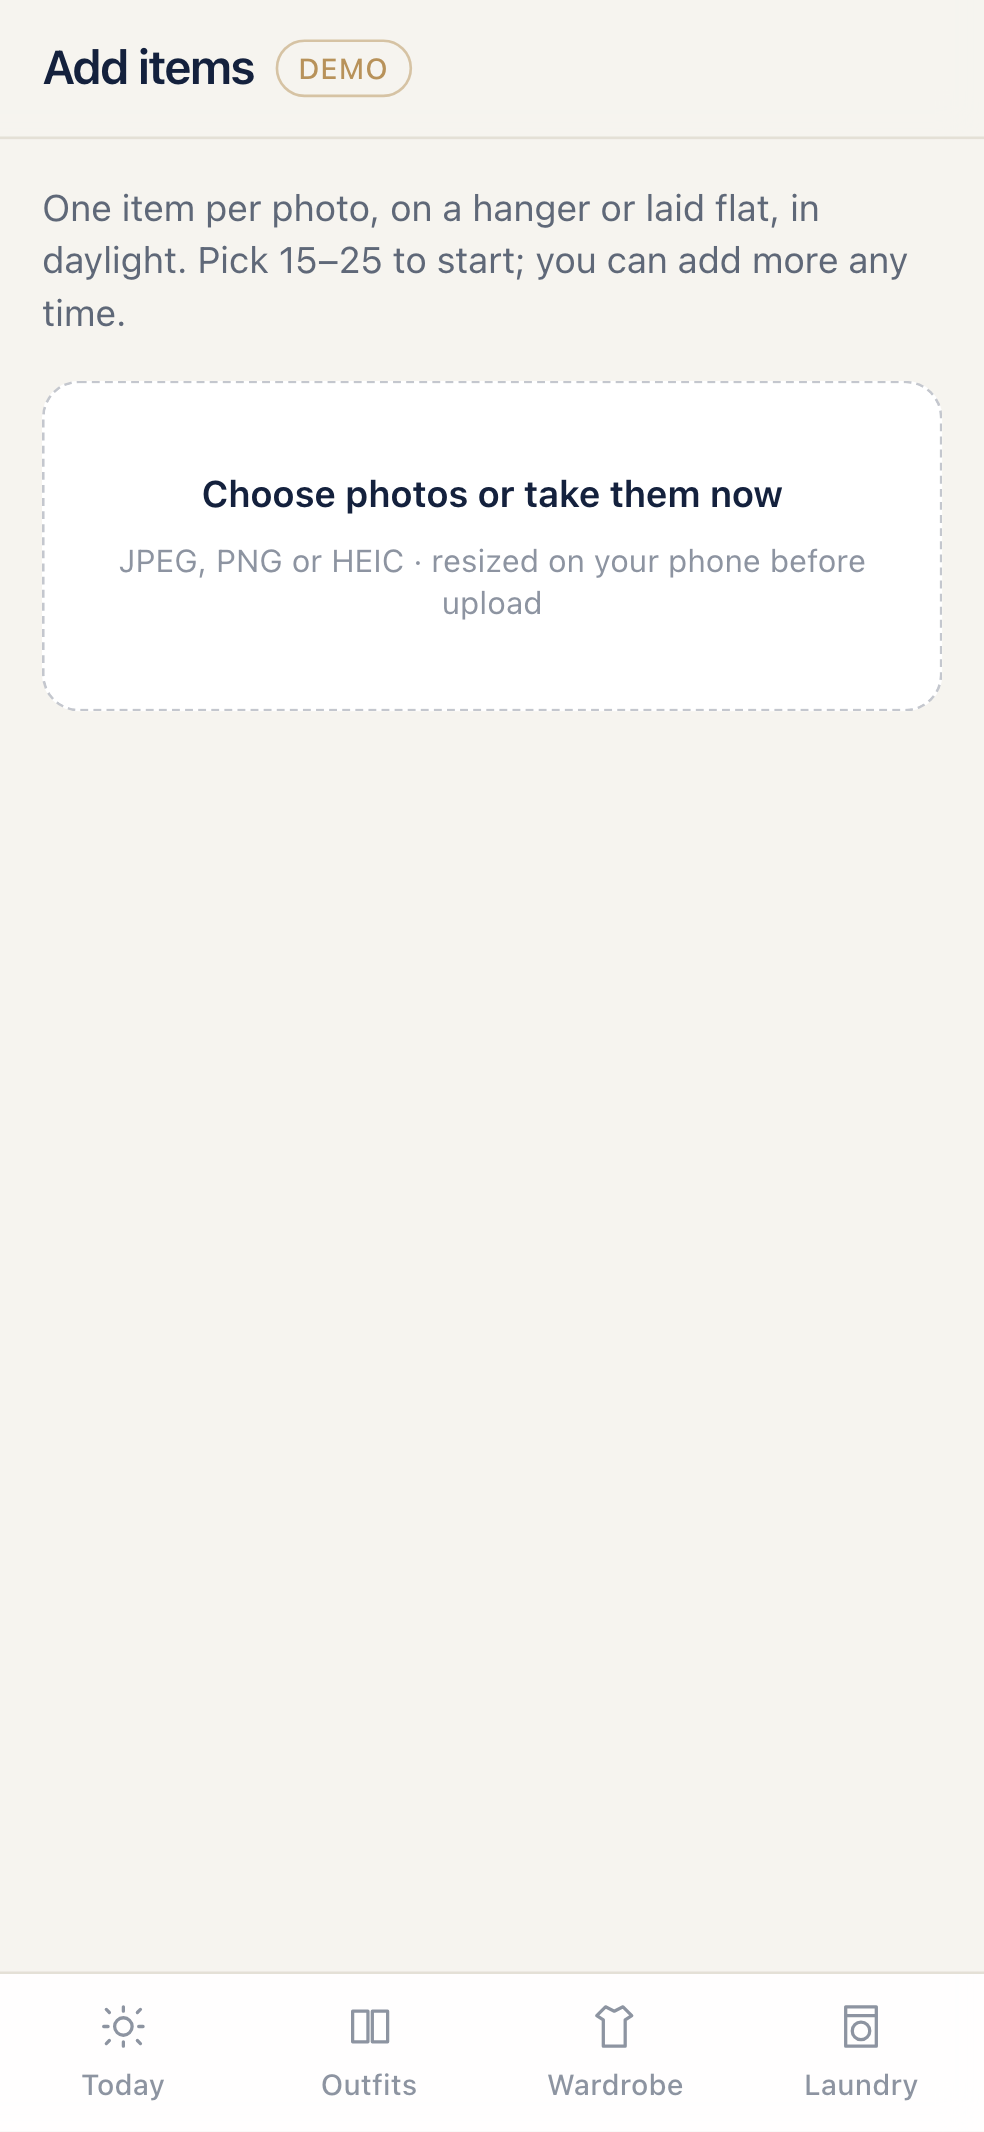 Add items
DEMO
One item per photo, on a hanger or laid flat, in
daylight. Pick 15–25 to start; you can add more any
time.
Choose photos or take them now
JPEG, PNG or HEIC · resized on your phone before
upload
Today
Outfits
Wardrobe
Laundry